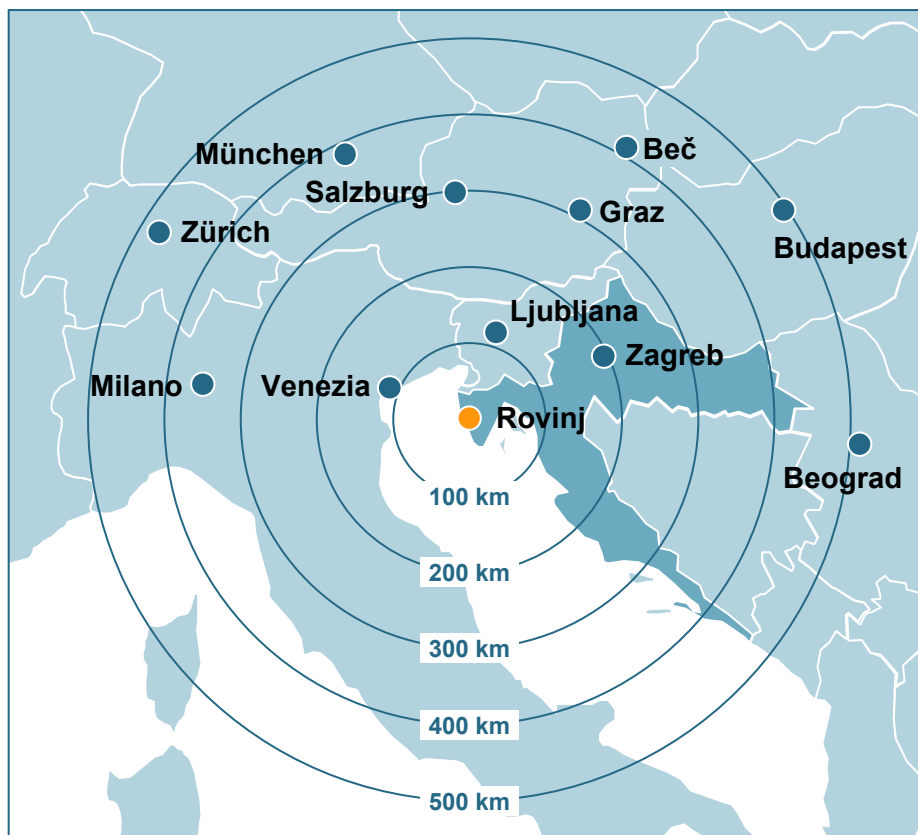 München
Beč
Salzburg
Graz
Zürich
Budapest
Ljubljana
Zagreb
Milano
Venezia
Rovinj
Beograd
100 km
200 km
300 km
400 km
500 km